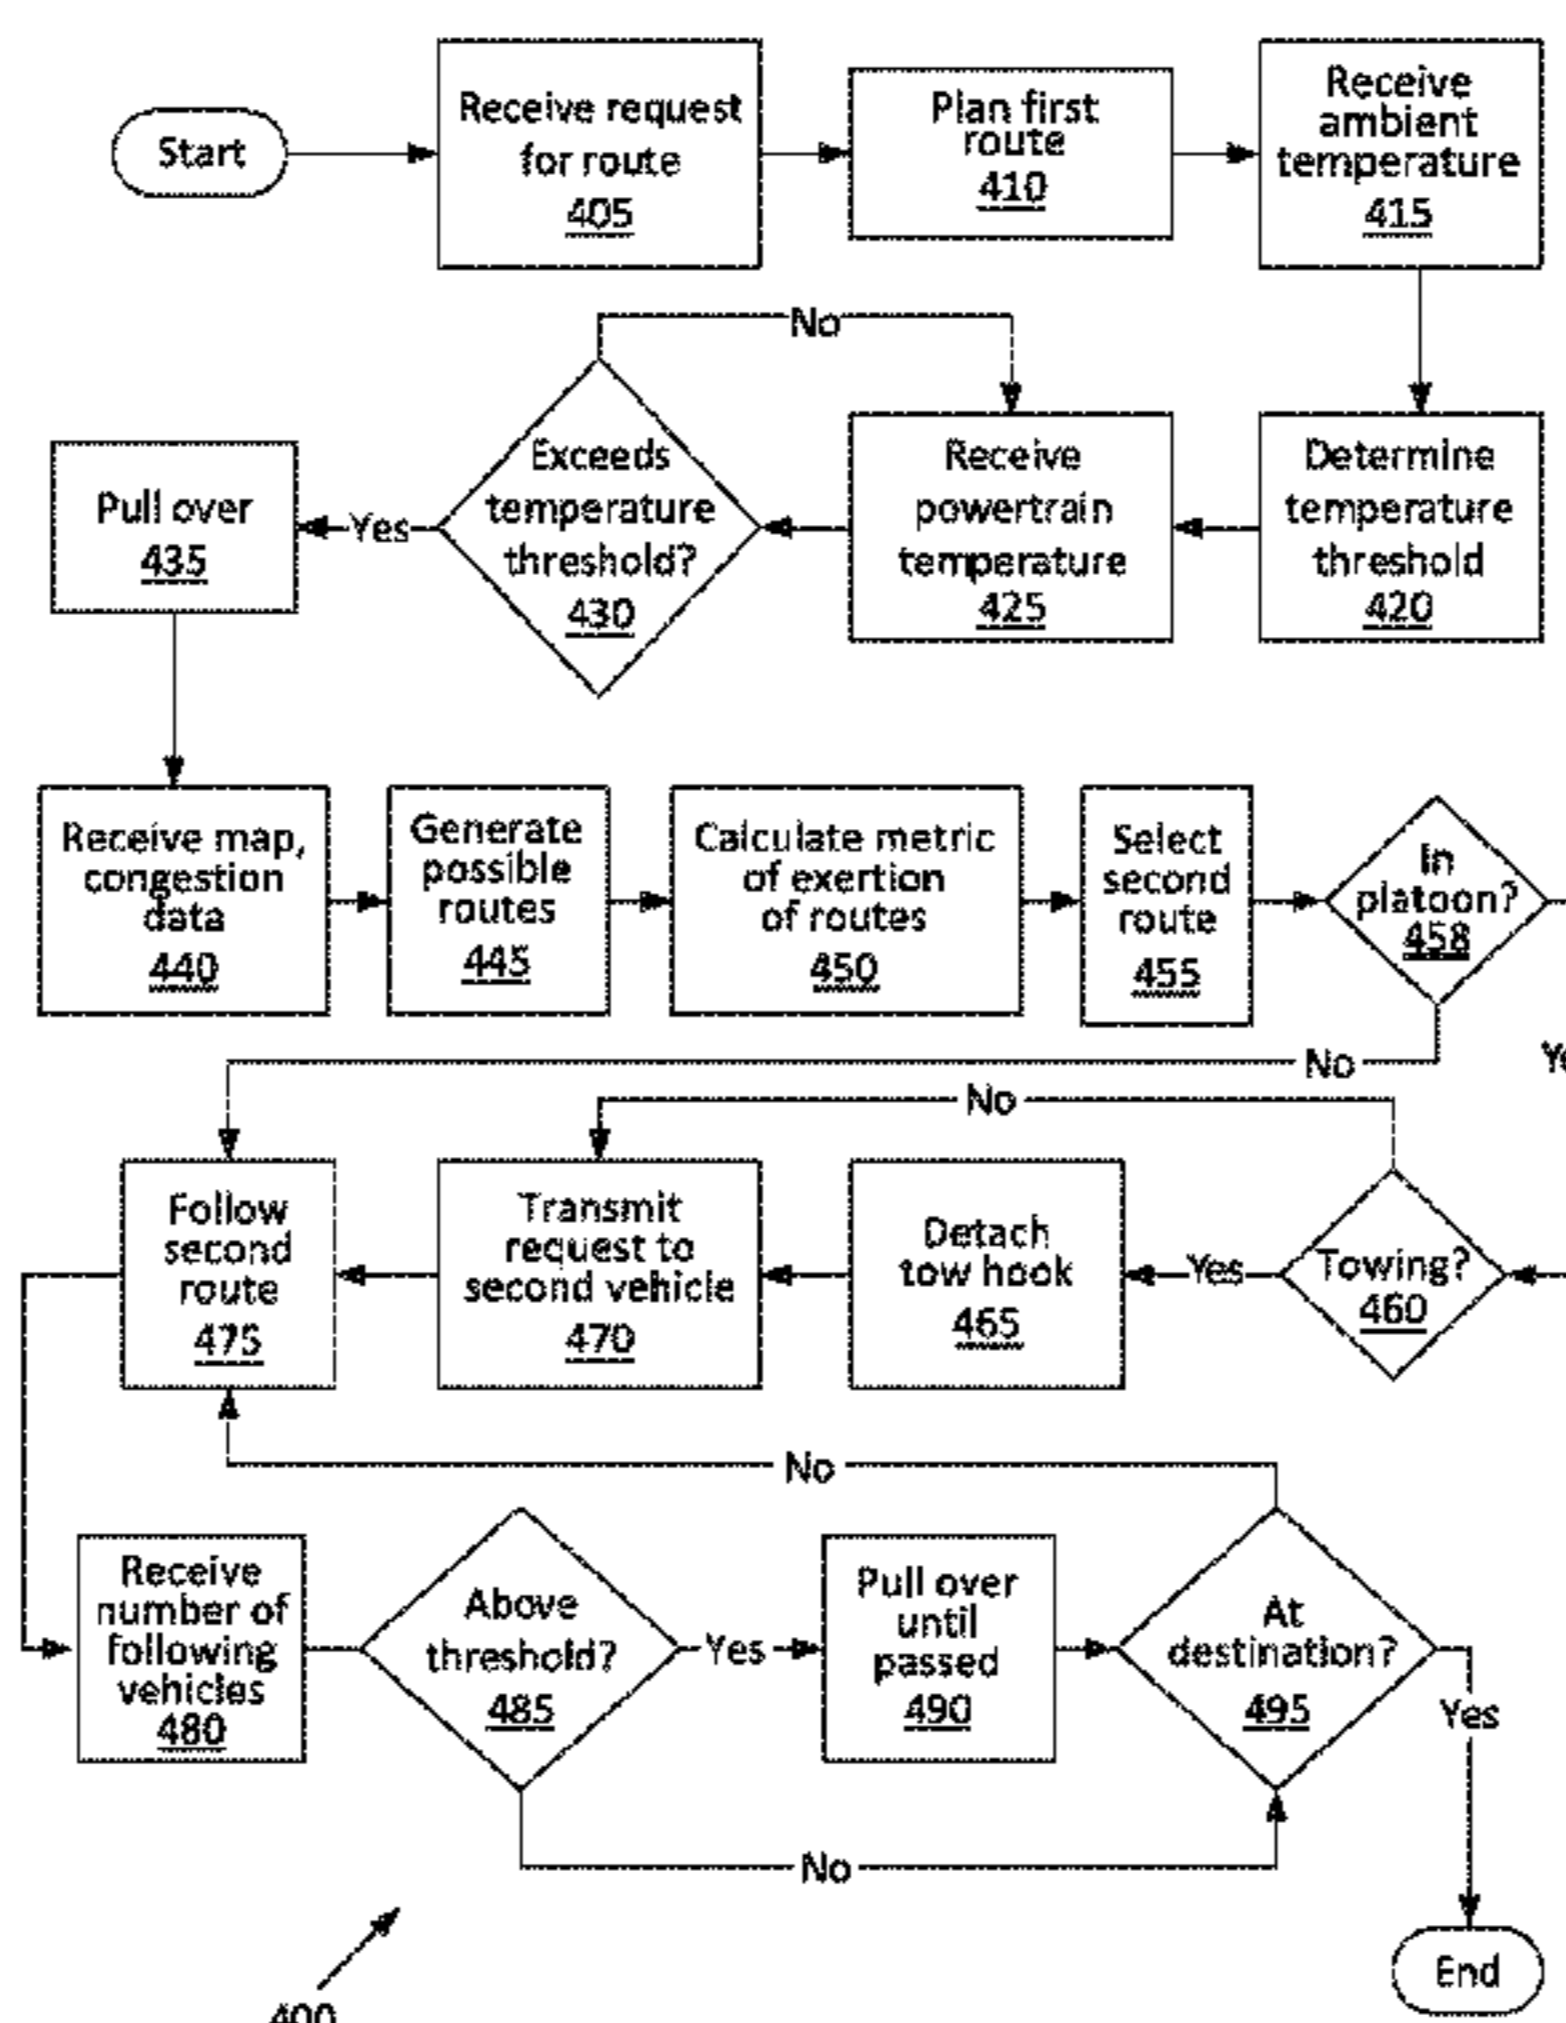 Start
Receive request
for route
405
Plan first
route
410
Receive
ambient
temperature
415
No
Pull over
435
Yes
Exceeds
temperature
threshold?
430
Receive
powertrain
temperature
425
Determine
temperature
threshold
420
Receive map,
congestion
data
440
Generate
possible
routes
445
Calculate metric
of exertion
of routes
450
Select
second
route
455
In
platoon?
458
No
No
Follow
second
route
475
Transmit
request to
second vehicle
470
Detach
tow hook
465
Yes
Towing?
460
No
Receive
number of
following
vehicles
480
Above
threshold?
485
Yes
Pull over
until
passed
490
At
destination?
495
Yes
No
End
400